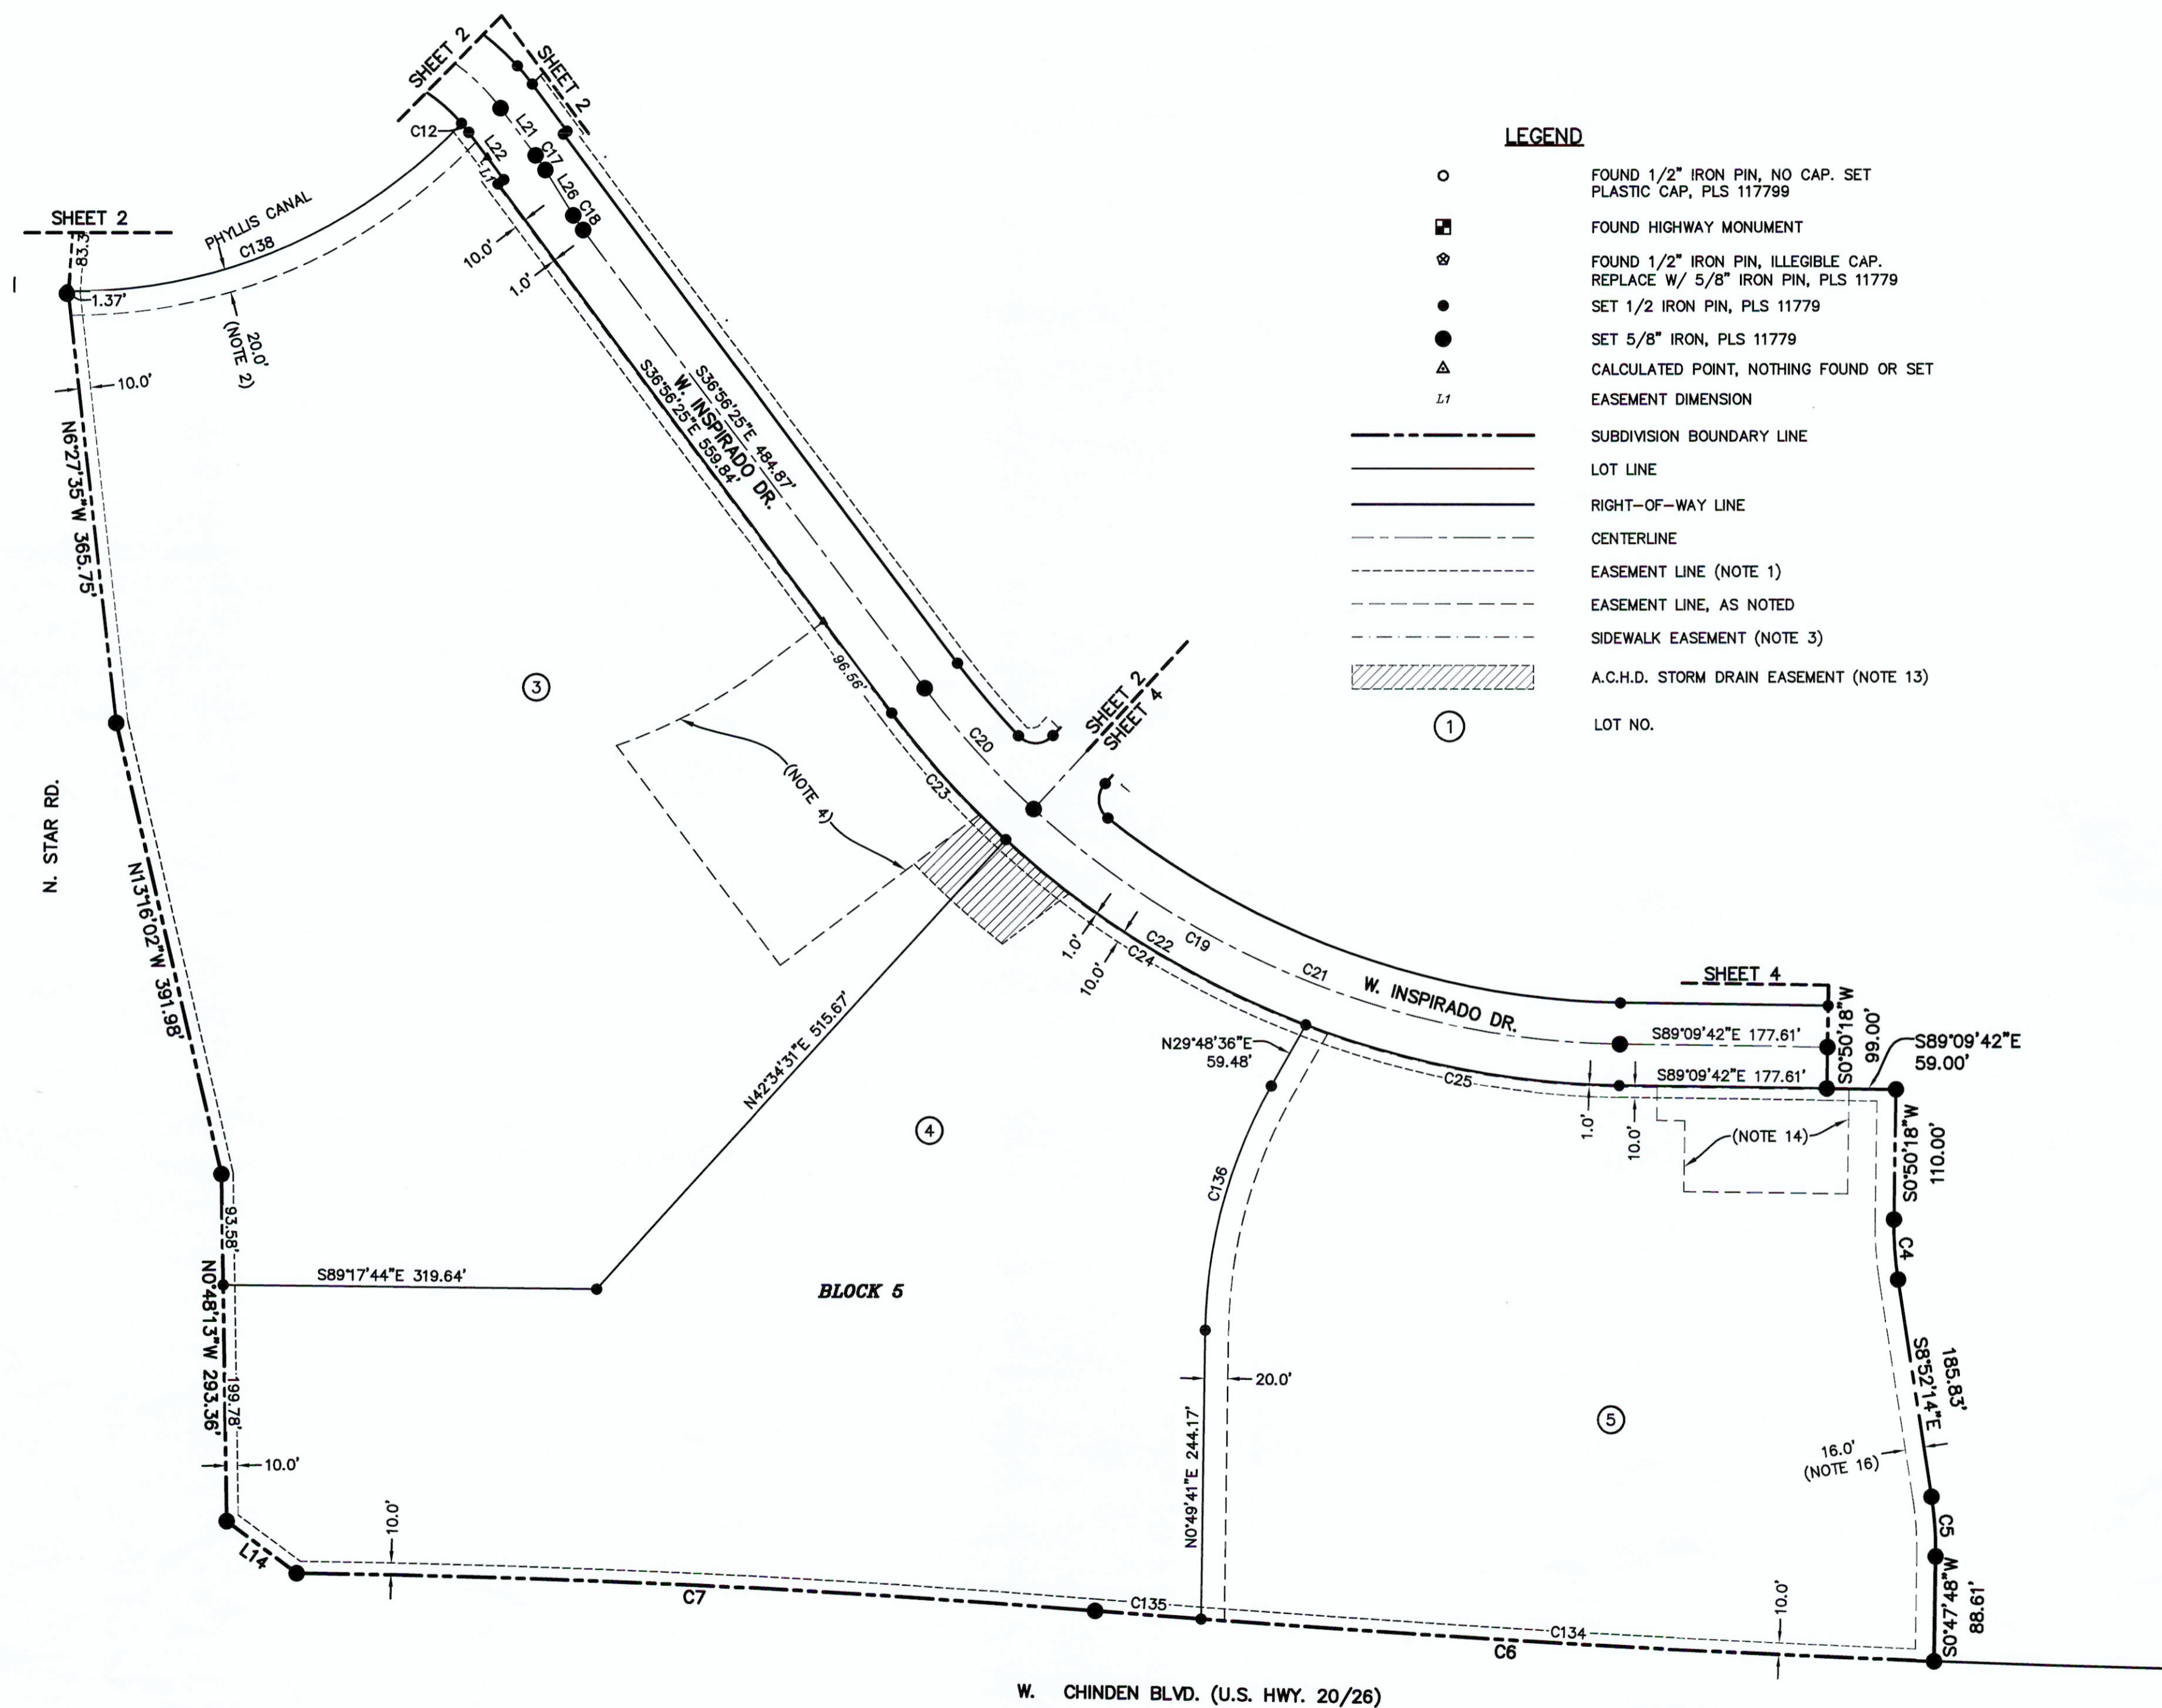 SHEET 2
SHEET 2
C12
L21
C17
L22
L1
L26
C18
10.0'
1.0'
SHEET 2
83.3
1.37'
PHYLLIS CANAL
C138
20.0'
(NOTE 2)
10.0'
N6°27'35"W 365.75'
S36°56'25"E 484.87'
W. INSPIRADO DR.
S36°56'25"E 559.84'
LEGEND
FOUND 1/2" IRON PIN, NO CAP. SET
PLASTIC CAP, PLS 117799
FOUND HIGHWAY MONUMENT
FOUND 1/2" IRON PIN, ILLEGIBLE CAP.
REPLACE W/ 5/8" IRON PIN, PLS 11779
SET 1/2 IRON PIN, PLS 11779
SET 5/8" IRON, PLS 11779
CALCULATED POINT, NOTHING FOUND OR SET
L1
EASEMENT DIMENSION
SUBDIVISION BOUNDARY LINE
LOT LINE
RIGHT-OF-WAY LINE
CENTERLINE
EASEMENT LINE (NOTE 1)
EASEMENT LINE, AS NOTED
SIDEWALK EASEMENT (NOTE 3)
A.C.H.D. STORM DRAIN EASEMENT (NOTE 13)
1
LOT NO.
3
96.56'
C20
C23
SHEET 2
SHEET 4
(NOTE 4)
N. STAR RD.
N13°16'02"W 391.98'
1.0'
10.0'
C22
C24
C19
C21
W. INSPIRADO DR.
SHEET 4
S0°50'18"W
99.00'
S89°09'42"E
59.00'
S89°09'42"E 177.61'
S89°09'42"E 177.61'
N29°48'36"E
59.48'
C25
1.0'
10.0'
(NOTE 14)
S0°50'18"W
110.00'
C4
N42°34'31"E 515.67'
4
C136
93.58'
S89°17'44"E 319.64'
BLOCK 5
N0°48'13"W 293.36'
199.78'
10.0'
20.0'
N0°49'41"E 244.17'
5
S8°52'14"E
185.83'
16.0'
(NOTE 16)
C5
L14
10.0'
C7
C135
C134
C6
10.0'
S0°47'48"W
88.61'
W. CHINDEN BLVD. (U.S. HWY. 20/26)